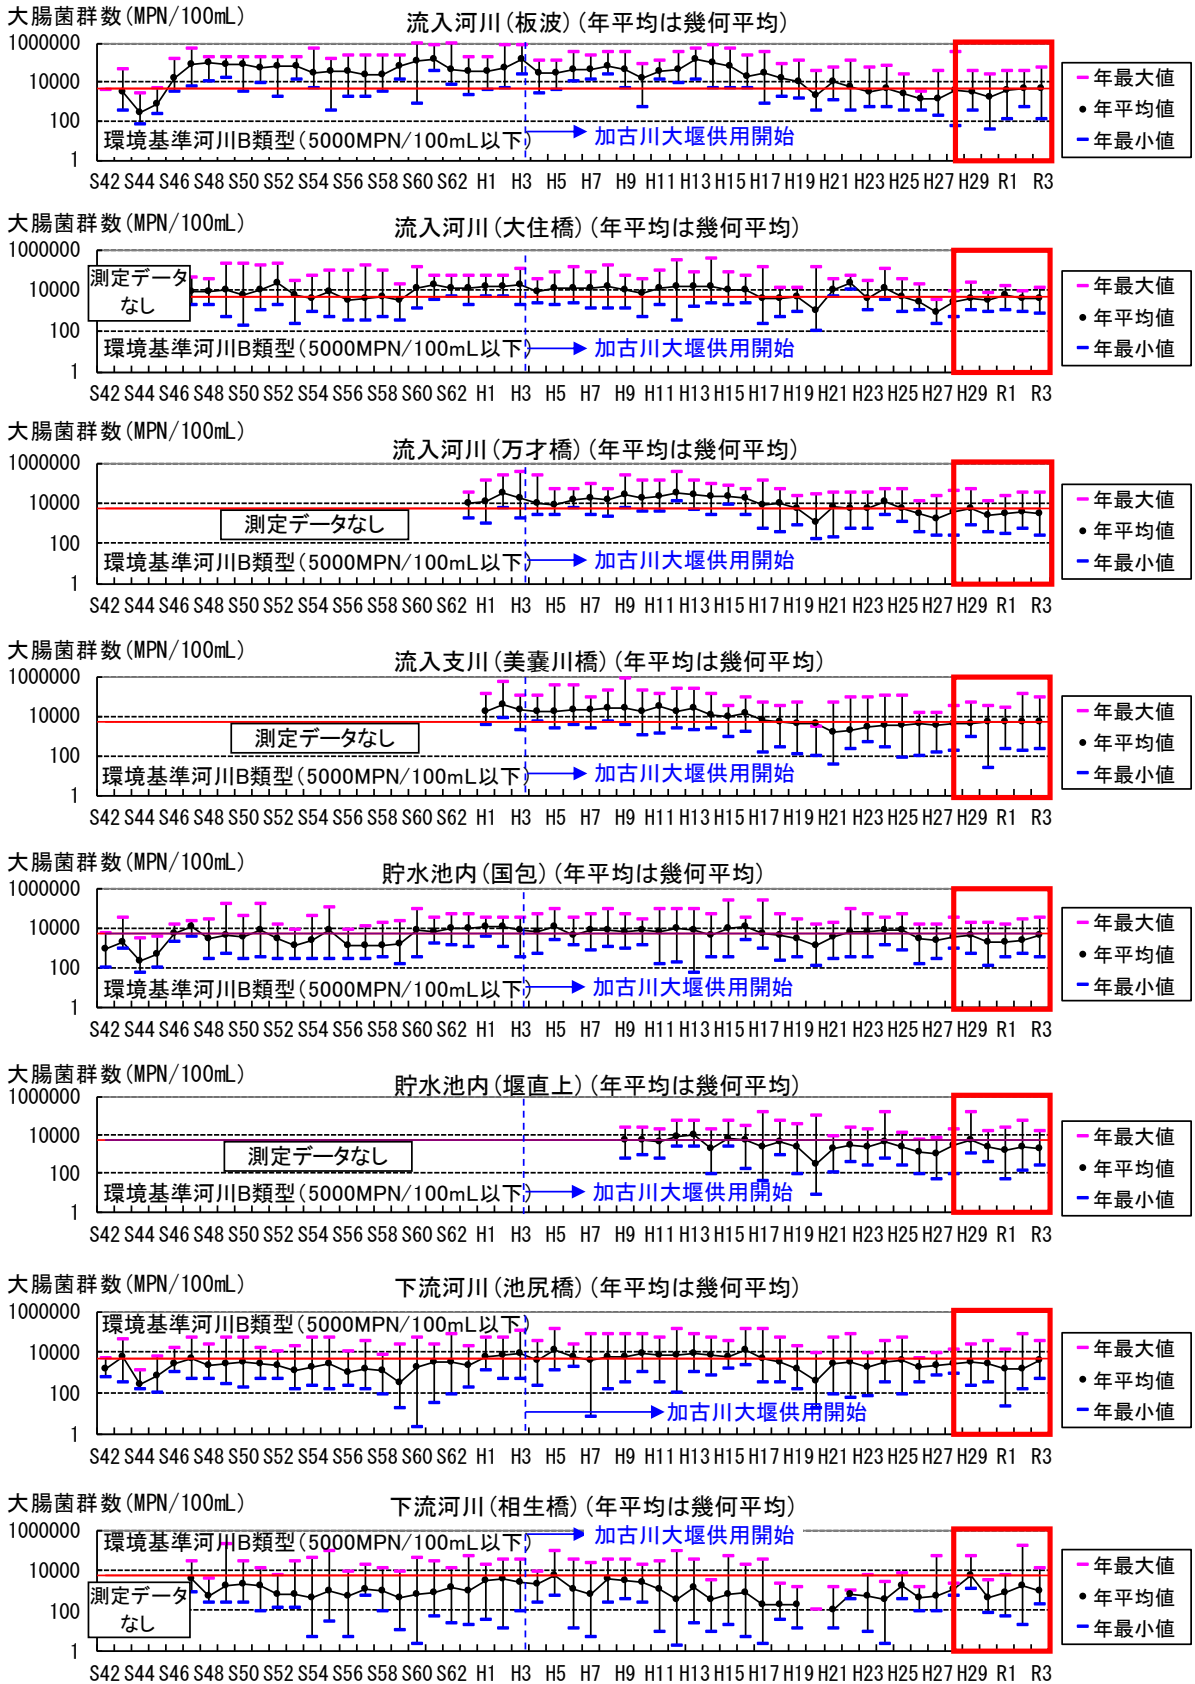 大腸菌群数(MPN/100mL)
流入河川(板波)(年平均は幾何平均)
1000000
10000
100
1
環境基準河川B類型(5000MPN/100mL以下)
加古川大堰供用開始
S42 S44 S46 S48 S50 S52 S54 S56 S58 S60 S62 H1 H3 H5 H7 H9 H11 H13 H15 H17 H19 H21 H23 H25 H27 H29 R1 R3
年最大値
年平均値
年最小値
大腸菌群数(MPN/100mL)
流入河川(大住橋)(年平均は幾何平均)
1000000
10000
100
1
測定データ
なし
環境基準河川B類型(5000MPN/100mL以下)
加古川大堰供用開始
S42 S44 S46 S48 S50 S52 S54 S56 S58 S60 S62 H1 H3 H5 H7 H9 H11 H13 H15 H17 H19 H21 H23 H25 H27 H29 R1 R3
年最大値
年平均値
年最小値
大腸菌群数(MPN/100mL)
流入河川(万才橋)(年平均は幾何平均)
1000000
10000
100
1
測定データなし
環境基準河川B類型(5000MPN/100mL以下)
加古川大堰供用開始
S42 S44 S46 S48 S50 S52 S54 S56 S58 S60 S62 H1 H3 H5 H7 H9 H11 H13 H15 H17 H19 H21 H23 H25 H27 H29 R1 R3
年最大値
年平均値
年最小値
大腸菌群数(MPN/100mL)
流入支川(美嚢川橋)(年平均は幾何平均)
1000000
10000
100
1
測定データなし
環境基準河川B類型(5000MPN/100mL以下)
加古川大堰供用開始
S42 S44 S46 S48 S50 S52 S54 S56 S58 S60 S62 H1 H3 H5 H7 H9 H11 H13 H15 H17 H19 H21 H23 H25 H27 H29 R1 R3
年最大値
年平均値
年最小値
大腸菌群数(MPN/100mL)
貯水池内(国包)(年平均は幾何平均)
1000000
10000
100
1
環境基準河川B類型(5000MPN/100mL以下)
加古川大堰供用開始
S42 S44 S46 S48 S50 S52 S54 S56 S58 S60 S62 H1 H3 H5 H7 H9 H11 H13 H15 H17 H19 H21 H23 H25 H27 H29 R1 R3
年最大値
年平均値
年最小値
大腸菌群数(MPN/100mL)
貯水池内(堰直上)(年平均は幾何平均)
1000000
10000
100
1
測定データなし
環境基準河川B類型(5000MPN/100mL以下)
加古川大堰供用開始
S42 S44 S46 S48 S50 S52 S54 S56 S58 S60 S62 H1 H3 H5 H7 H9 H11 H13 H15 H17 H19 H21 H23 H25 H27 H29 R1 R3
年最大値
年平均値
年最小値
大腸菌群数(MPN/100mL)
下流河川(池尻橋)(年平均は幾何平均)
1000000
10000
100
1
環境基準河川B類型(5000MPN/100mL以下)
加古川大堰供用開始
S42 S44 S46 S48 S50 S52 S54 S56 S58 S60 S62 H1 H3 H5 H7 H9 H11 H13 H15 H17 H19 H21 H23 H25 H27 H29 R1 R3
年最大値
年平均値
年最小値
大腸菌群数(MPN/100mL)
下流河川(相生橋)(年平均は幾何平均)
1000000
10000
100
1
環境基準河川B類型(5000MPN/100mL以下)
加古川大堰供用開始
測定データ
なし
S42 S44 S46 S48 S50 S52 S54 S56 S58 S60 S62 H1 H3 H5 H7 H9 H11 H13 H15 H17 H19 H21 H23 H25 H27 H29 R1 R3
年最大値
年平均値
年最小値